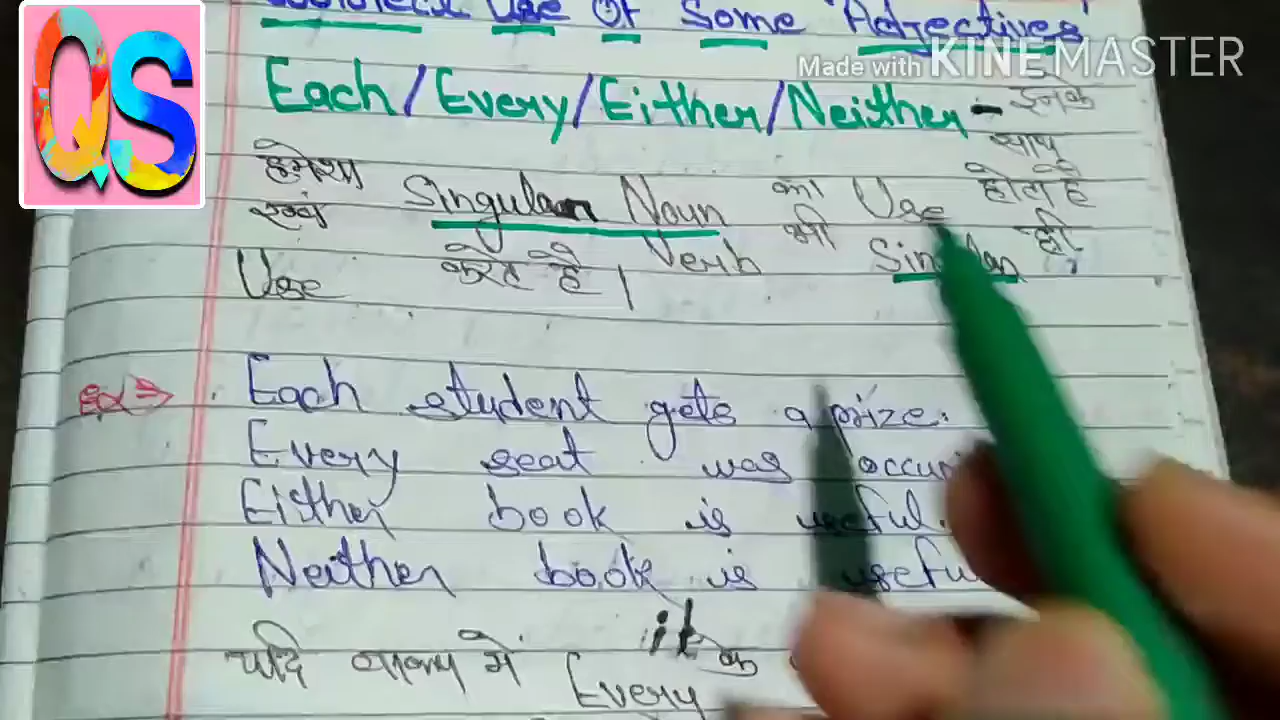 Use Of Some Adjectives
Made with KINEMASTER
QS
Each/Every/Either/Neither - इनके
साथ
हमेशा Singular Noun का Use होता है
एवं Verb भी Singular ही
Use करते है।
Ex ⇒ Each student gets a prize.
Every seat was
Either book is useful.
Neither book is
यदि वाक्य में Every it के